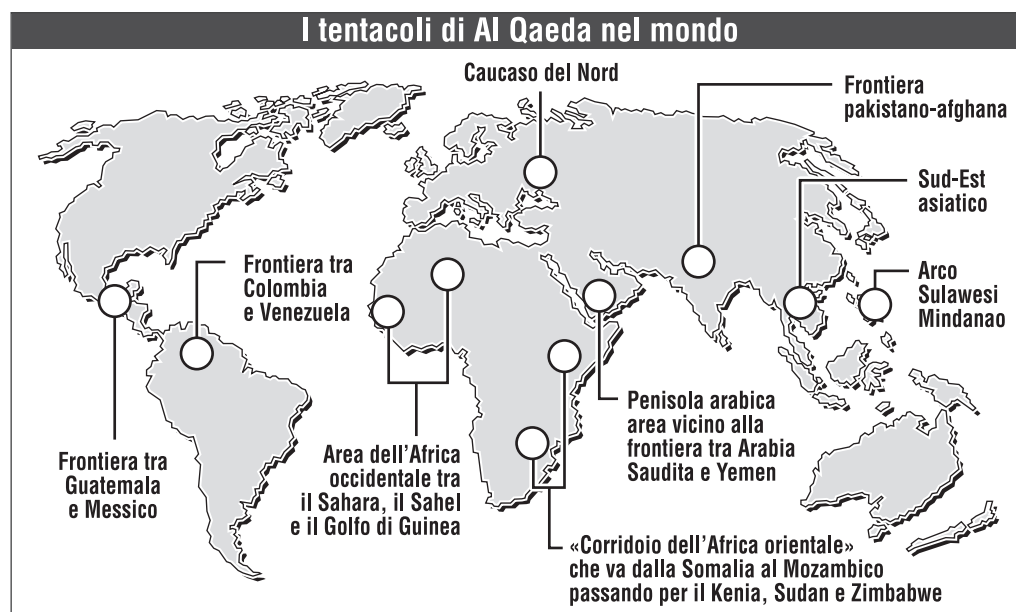 I tentacoli di Al Qaeda nel mondo
Caucaso del Nord
Frontiera
pakistano-afghana
Sud-Est
asiatico
Arco
Sulawesi
Mindanao
Frontiera tra
Colombia
e Venezuela
Penisola arabica
area vicino alla
frontiera tra Arabia
Saudita e Yemen
Frontiera tra
Guatemala
e Messico
Area dell'Africa
occidentale tra
il Sahara, il Sahel
e il Golfo di Guinea
«Corridoio dell'Africa orientale»
che va dalla Somalia al Mozambico
passando per il Kenia, Sudan e Zimbabwe